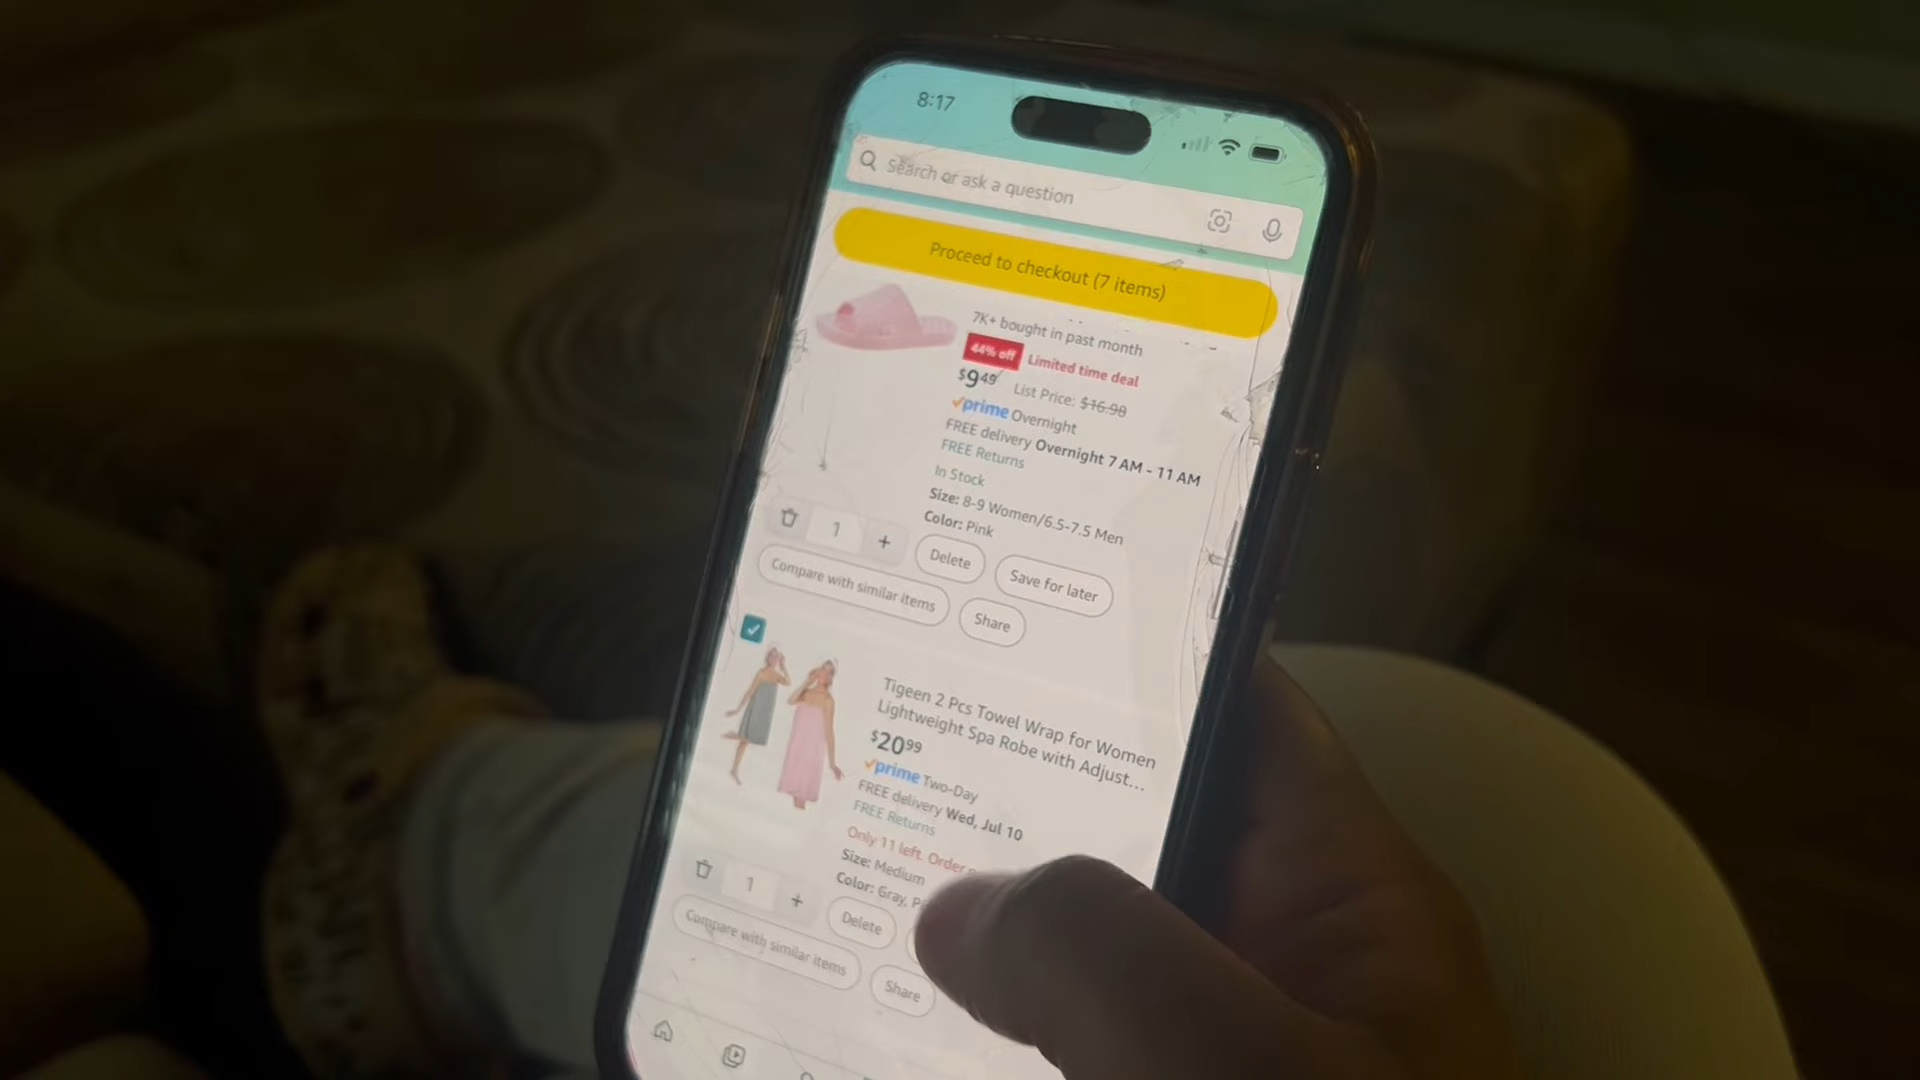 8:17
Search or ask a question
Proceed to checkout (7 items)
7K+ bought in past month
44% off Limited time deal
$9.49 List Price: $16.98
prime Overnight
FREE delivery Overnight 7 AM - 11 AM
FREE Returns
In Stock
Size: 8-9 Women/6.5-7.5 Men
Color: Pink
1 +
Delete Save for later
Compare with similar items Share
Tigeen 2 Pcs Towel Wrap for Women
Lightweight Spa Robe with Adjust...
$20.99
prime Two-Day
FREE delivery Wed, Jul 10
FREE Returns
Only 11 left. Order
Size: Medium
Color: Gray,
1 +
Delete
Compare with similar items Share